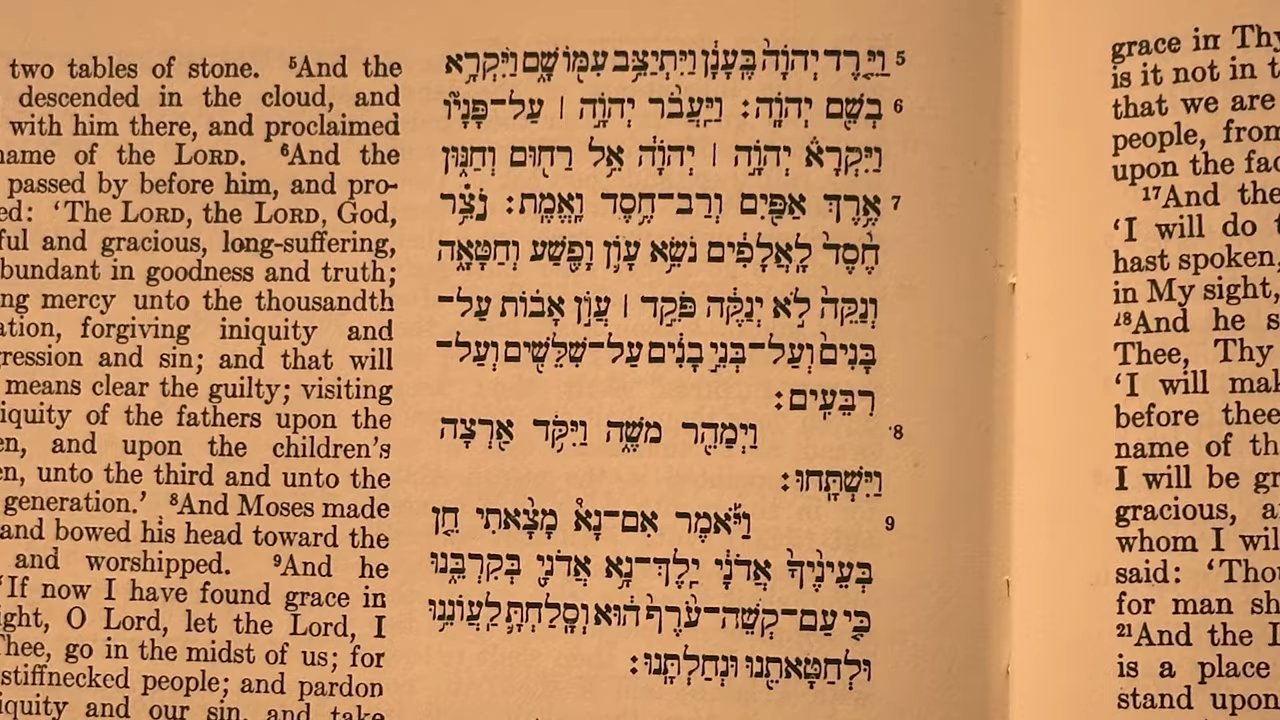 two tables of stone. ⁵And the
descended in the cloud, and
with him there, and proclaimed
name of the LORD. ⁶And the
passed by before him, and pro-
ed: ‘The LORD, the LORD, God,
ful and gracious, long-suffering,
bundant in goodness and truth;
ng mercy unto the thousandth
ation, forgiving iniquity and
gression and sin; and that will
means clear the guilty; visiting
iquity of the fathers upon the
en, and upon the children’s
en, unto the third and unto the
generation.’ ⁸And Moses made
and bowed his head toward the
and worshipped. ⁹And he
‘If now I have found grace in
ight, O Lord, let the Lord, I
Thee, go in the midst of us; for
stiffnecked people; and pardon
iquity and our sin, and take
5 וַיֵּ֤רֶד יְהֹוָה֙ בֶּֽעָנָ֔ן וַיִּתְיַצֵּ֥ב עִמּ֖וֹ שָׁ֑ם וַיִּקְרָ֥א
6 בְשֵׁ֖ם יְהֹוָֽה׃ וַיַּֽעֲבֹ֨ר יְהֹוָ֥ה ׀ עַל־פָּנָיו֮
וַיִּקְרָא֒ יְהֹוָ֣ה ׀ יְהֹוָ֔ה אֵ֥ל רַח֖וּם וְחַנּ֑וּן
7 אֶ֥רֶךְ אַפַּ֖יִם וְרַב־חֶ֥סֶד וֶאֱמֶֽת׃ נֹצֵ֥ר
חֶ֙סֶד֙ לָֽאֲלָפִ֔ים נֹשֵׂ֥א עָוֺ֛ן וָפֶ֖שַׁע וְחַטָּאָ֑ה
וְנַקֵּה֙ לֹ֣א יְנַקֶּ֔ה פֹּקֵ֣ד ׀ עֲוֺ֣ן אָב֗וֹת עַל־
בָּנִים֙ וְעַל־בְּנֵ֣י בָנִ֔ים עַל־שִׁלֵּשִׁ֖ים וְעַל־
רִבֵּעִֽים׃
8 וַיְמַהֵ֖ר מֹשֶׁ֑ה וַיִּקֹּ֥ד אַ֖רְצָה
וַיִּשְׁתָּֽחוּ׃
9 וַיֹּ֡אמֶר אִם־נָא֩ מָצָ֨אתִי חֵ֤ן
בְּעֵינֶ֙יךָ֙ אֲדֹנָ֔י יֵֽלֶךְ־נָ֥א אֲדֹנָ֖י בְּקִרְבֵּ֑נוּ
כִּ֤י עַם־קְשֵׁה־עֹ֙רֶף֙ ה֔וּא וְסָלַחְתָּ֛ לַעֲוֺנֵ֥נוּ
וּלְחַטָּאתֵ֖נוּ וּנְחַלְתָּֽנוּ׃
grace in Thy
is it not in t
that we are
people, from
upon the fac
¹⁷And the
‘I will do t
hast spoken,
in My sight,
¹⁸And he s
Thee, Thy
‘I will mak
before thee
name of th
I will be gr
gracious, a
whom I wil
said: ‘Thou
for man sh
²¹And the L
is a place
stand upon